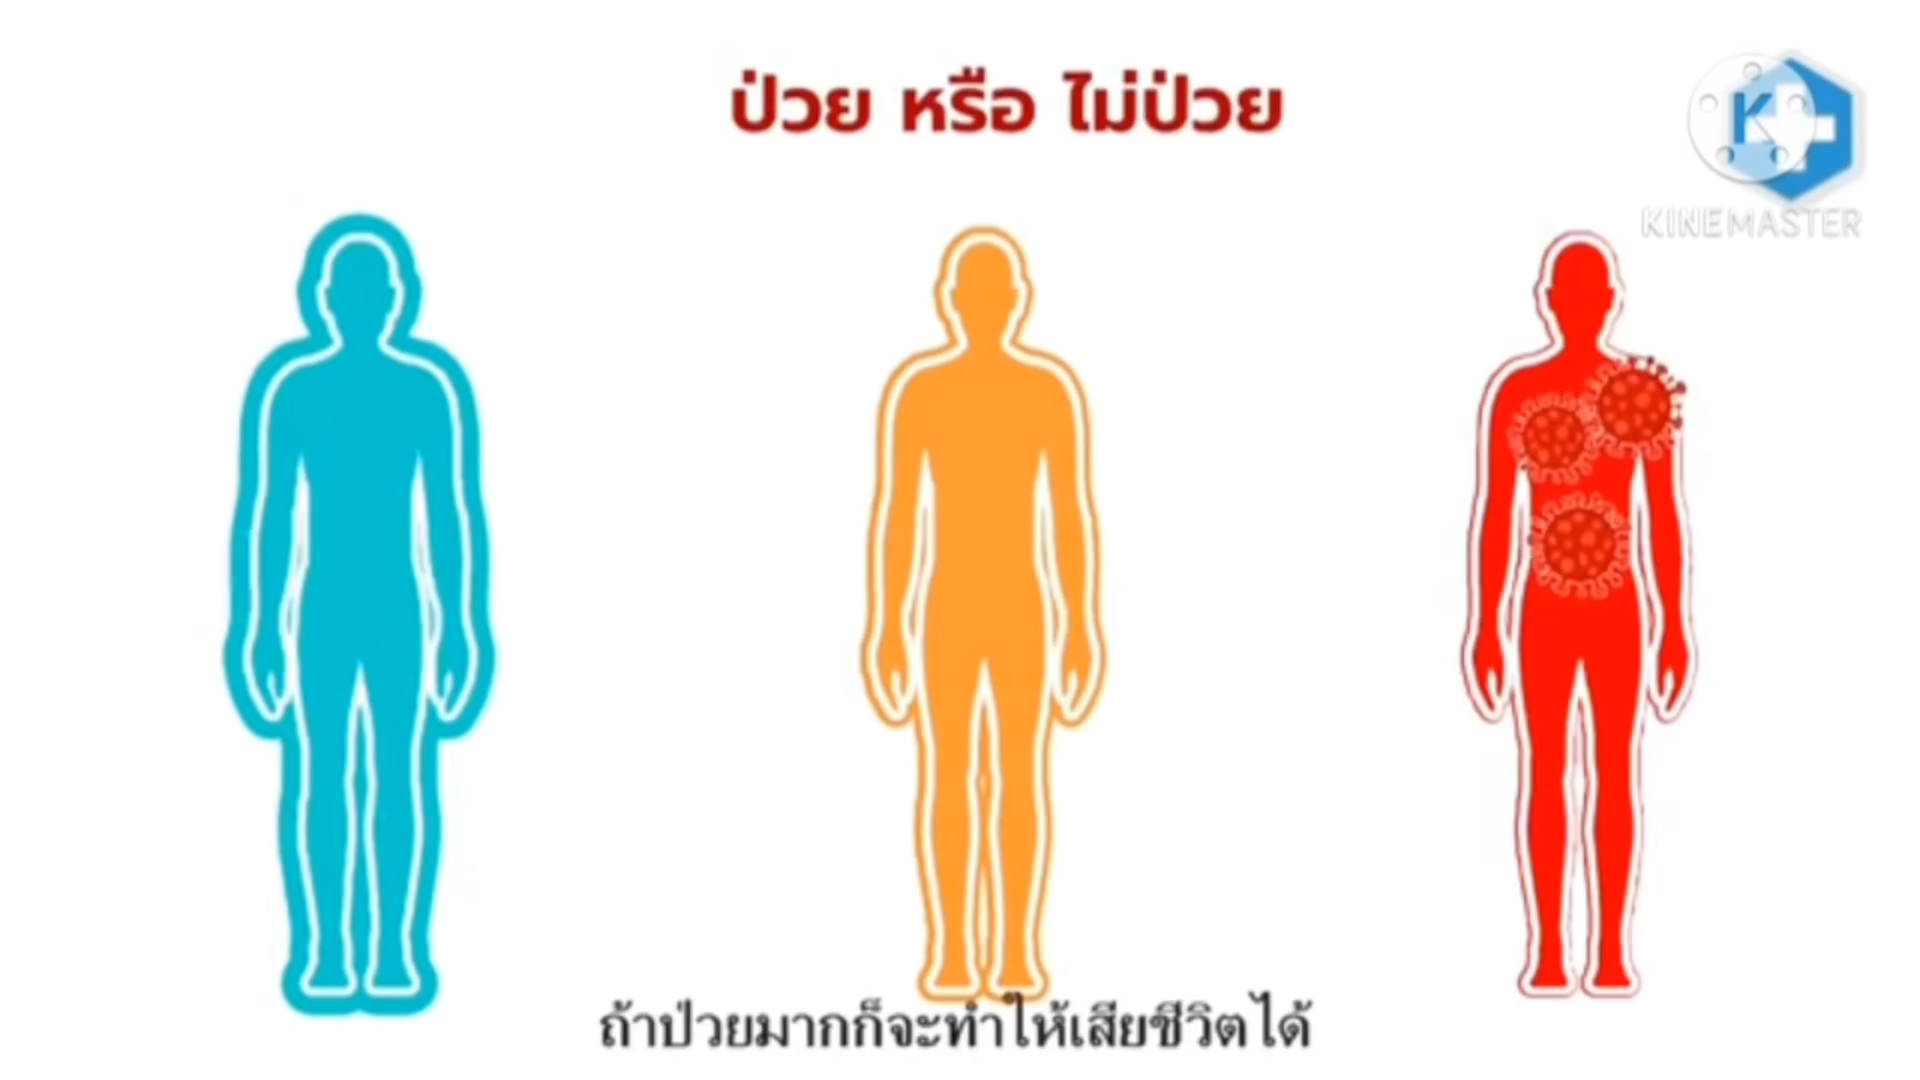 ป่วย หรือ ไม่ป่วย
K
KINEMASTER
ถ้าป่วยมากก็จะทำให้เสียชีวิตได้